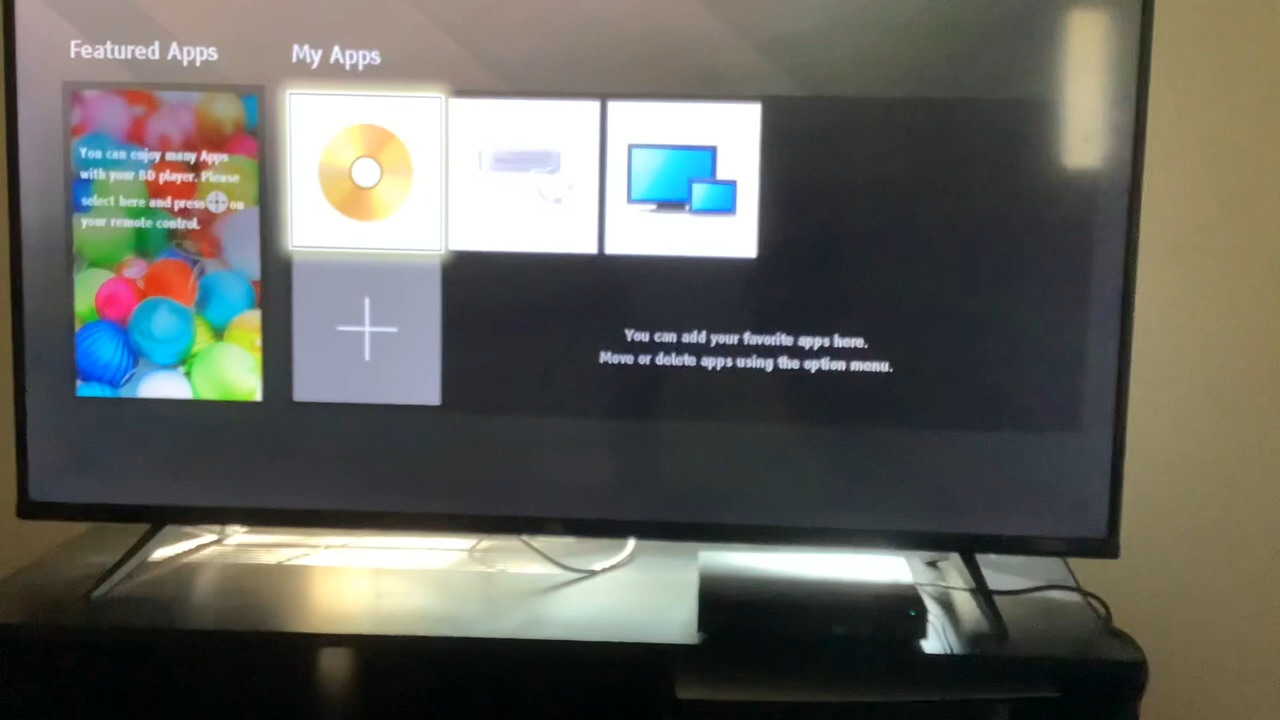 Featured Apps
My Apps
You can enjoy many Apps
with your BD player. Please
select here and press on
your remote control.
You can add your favorite apps here.
Move or delete apps using the option menu.